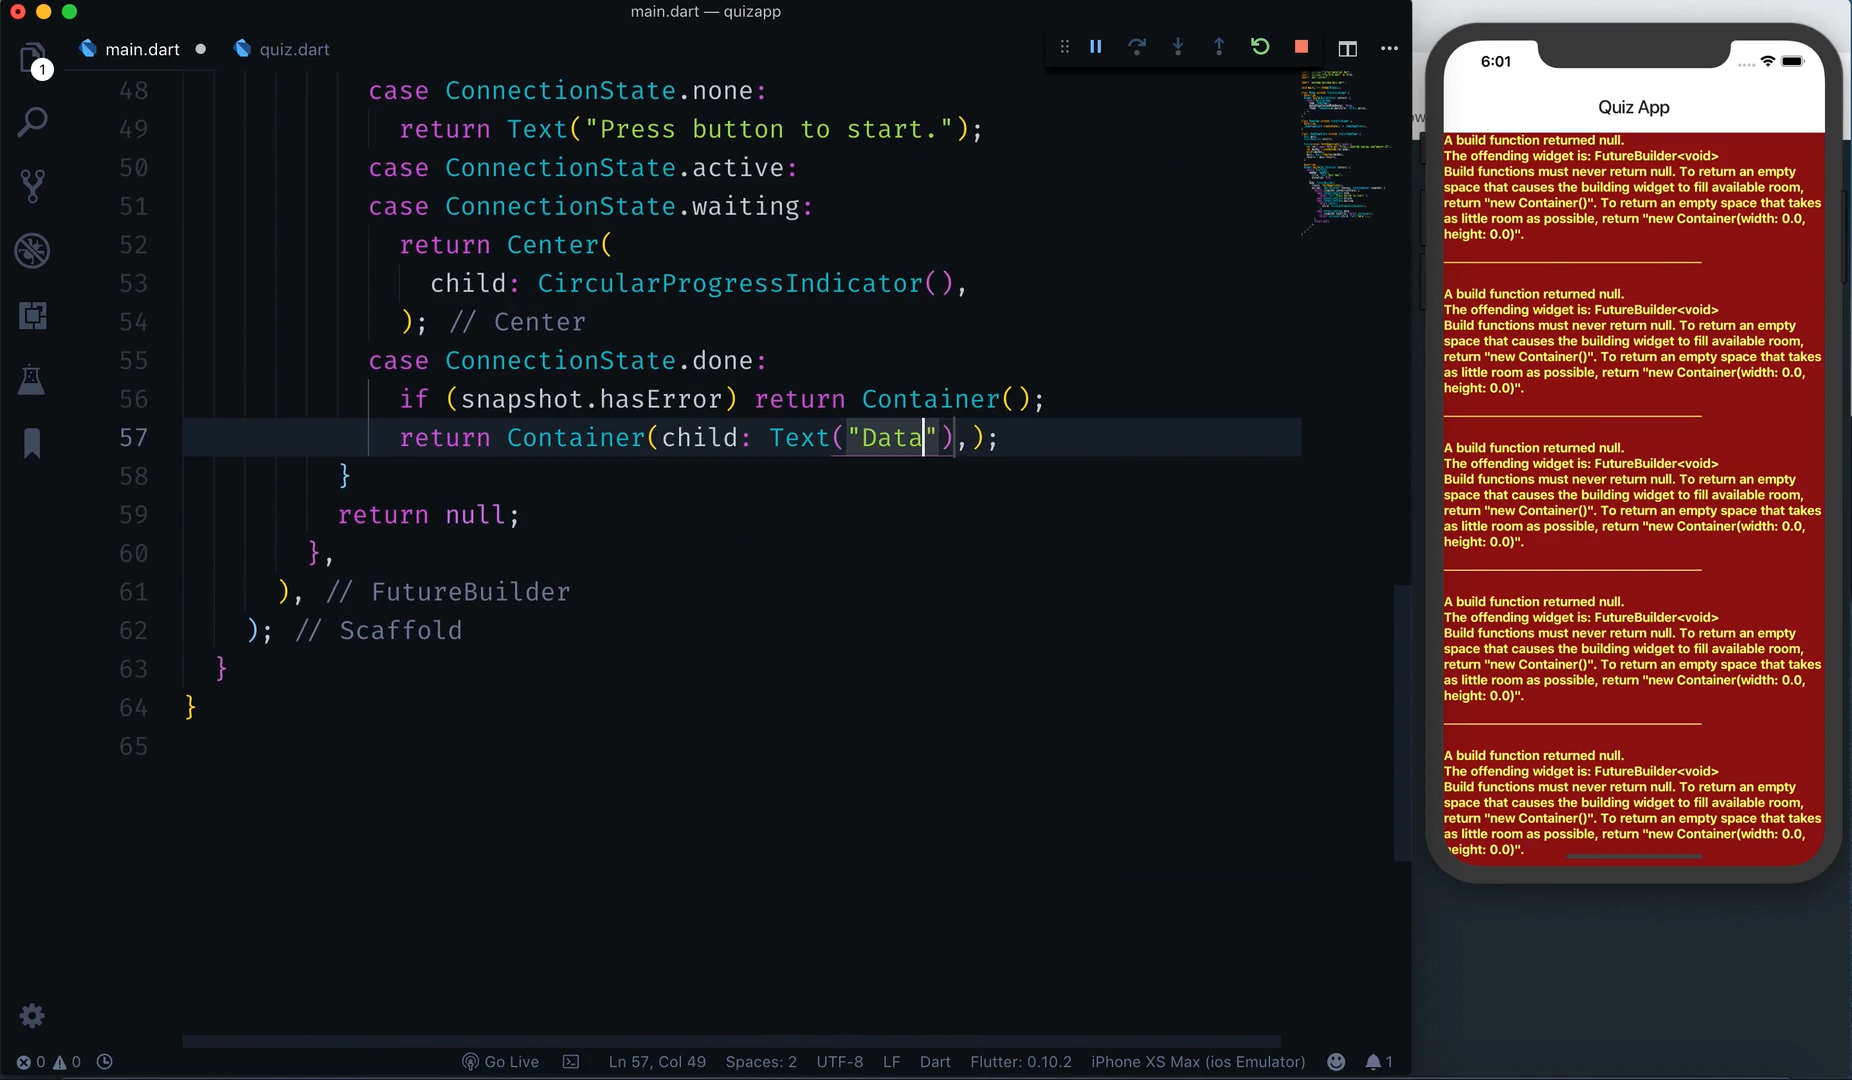 main.dart — quizapp
main.dart
quiz.dart
1
48 case ConnectionState.none:
49 return Text("Press button to start.");
50 case ConnectionState.active:
51 case ConnectionState.waiting:
52 return Center(
53 child: CircularProgressIndicator(),
54 ); // Center
55 case ConnectionState.done:
56 if (snapshot.hasError) return Container();
57 return Container(child: Text("Data"),);
58 }
59 return null;
60 },
61 ), // FutureBuilder
62 ); // Scaffold
63 }
64 }
65
0 0
Go Live
Ln 57, Col 49
Spaces: 2
UTF-8
LF
Dart
Flutter: 0.10.2
iPhone XS Max (ios Emulator)
1
6:01
Quiz App
A build function returned null.
The offending widget is: FutureBuilder<void>
Build functions must never return null. To return an empty
space that causes the building widget to fill available room,
return "new Container()". To return an empty space that takes
as little room as possible, return "new Container(width: 0.0,
height: 0.0)".
A build function returned null.
The offending widget is: FutureBuilder<void>
Build functions must never return null. To return an empty
space that causes the building widget to fill available room,
return "new Container()". To return an empty space that takes
as little room as possible, return "new Container(width: 0.0,
height: 0.0)".
A build function returned null.
The offending widget is: FutureBuilder<void>
Build functions must never return null. To return an empty
space that causes the building widget to fill available room,
return "new Container()". To return an empty space that takes
as little room as possible, return "new Container(width: 0.0,
height: 0.0)".
A build function returned null.
The offending widget is: FutureBuilder<void>
Build functions must never return null. To return an empty
space that causes the building widget to fill available room,
return "new Container()". To return an empty space that takes
as little room as possible, return "new Container(width: 0.0,
height: 0.0)".
A build function returned null.
The offending widget is: FutureBuilder<void>
Build functions must never return null. To return an empty
space that causes the building widget to fill available room,
return "new Container()". To return an empty space that takes
as little room as possible, return "new Container(width: 0.0,
height: 0.0)".